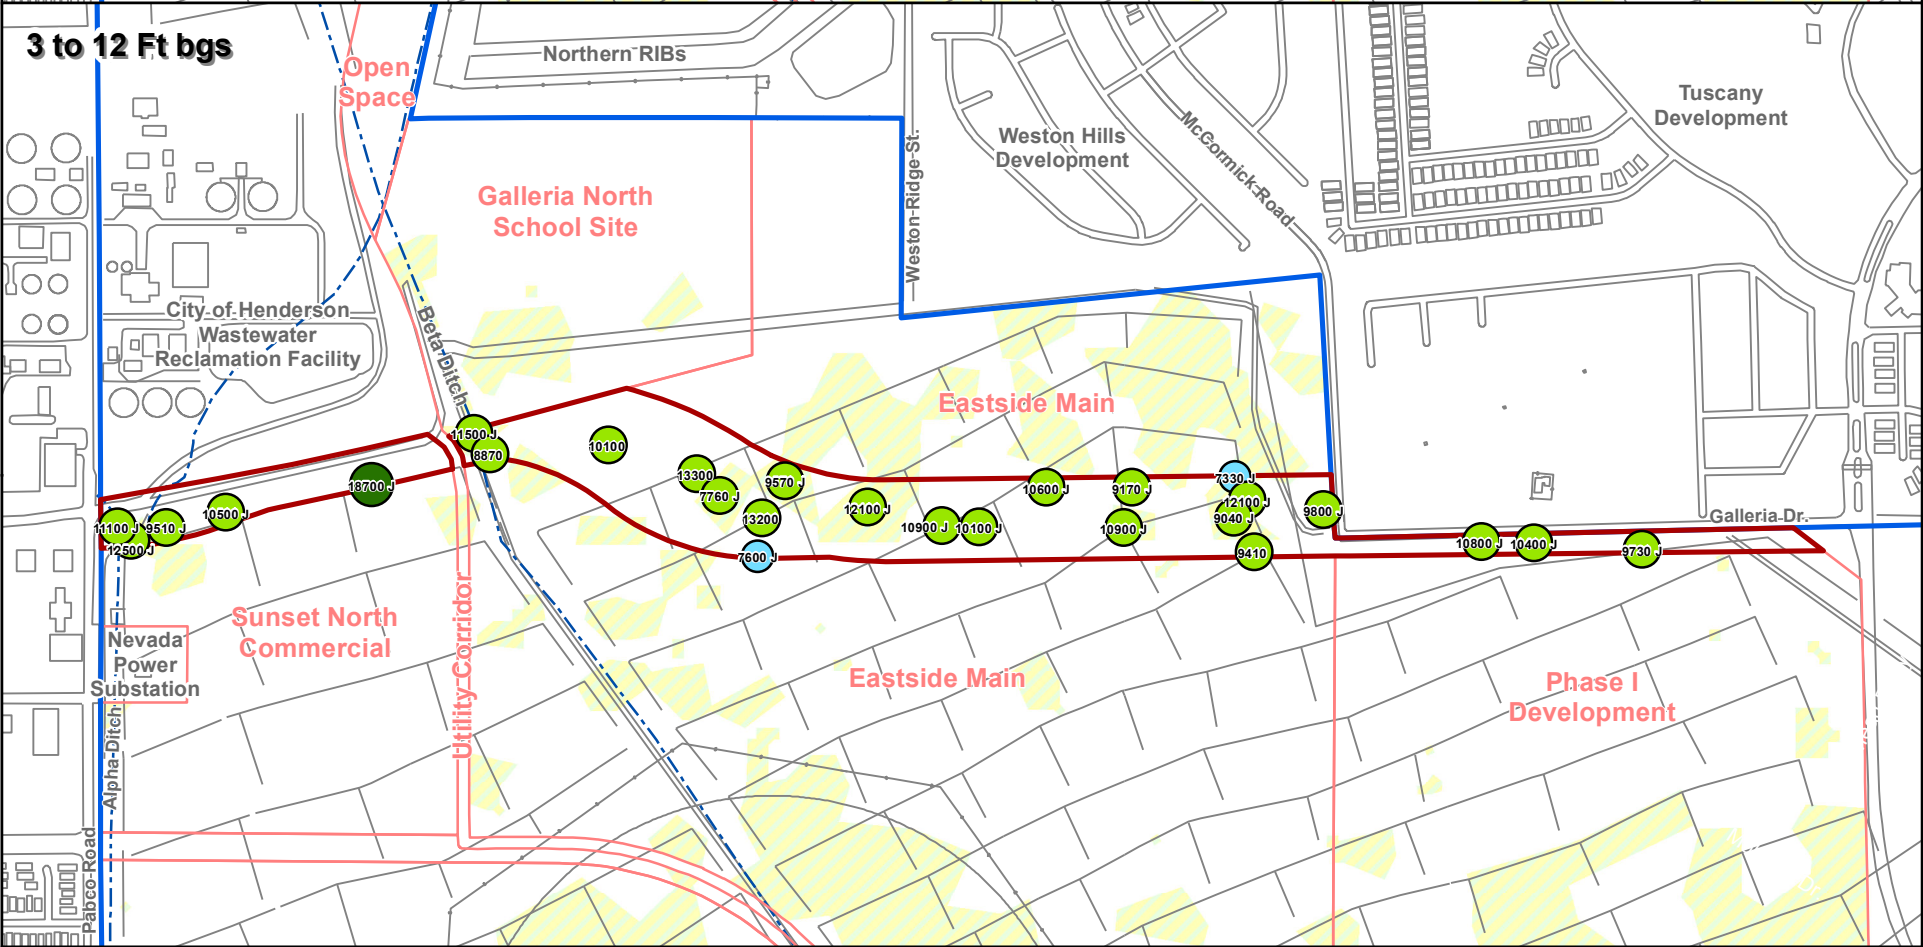 3 to 12 Ft bgs
Open
Space
Northern RIBs
Weston-Ridge-St.
Weston Hills
Development
McCormick-Road
Tuscany
Development
Galleria North
School Site
City of Henderson
Wastewater
Reclamation Facility
Beta-Ditch
Eastside Main
11500 J
8870
10100
13300
7760 J
9570 J
13200
7600 J
12100 J
10900 J
10100 J
10600 J
9170 J
10900 J
7330 J
12100 J
9040 J
9410
9800 J
18700 J
10500 J
9510 J
11100 J
12500 J
Galleria Dr.
10800 J
10400 J
9730 J
Sunset North
Commercial
Utility Corridor
Nevada
Power
Substation
Alpha-Ditch
Pabco-Road
Eastside Main
Phase I
Development